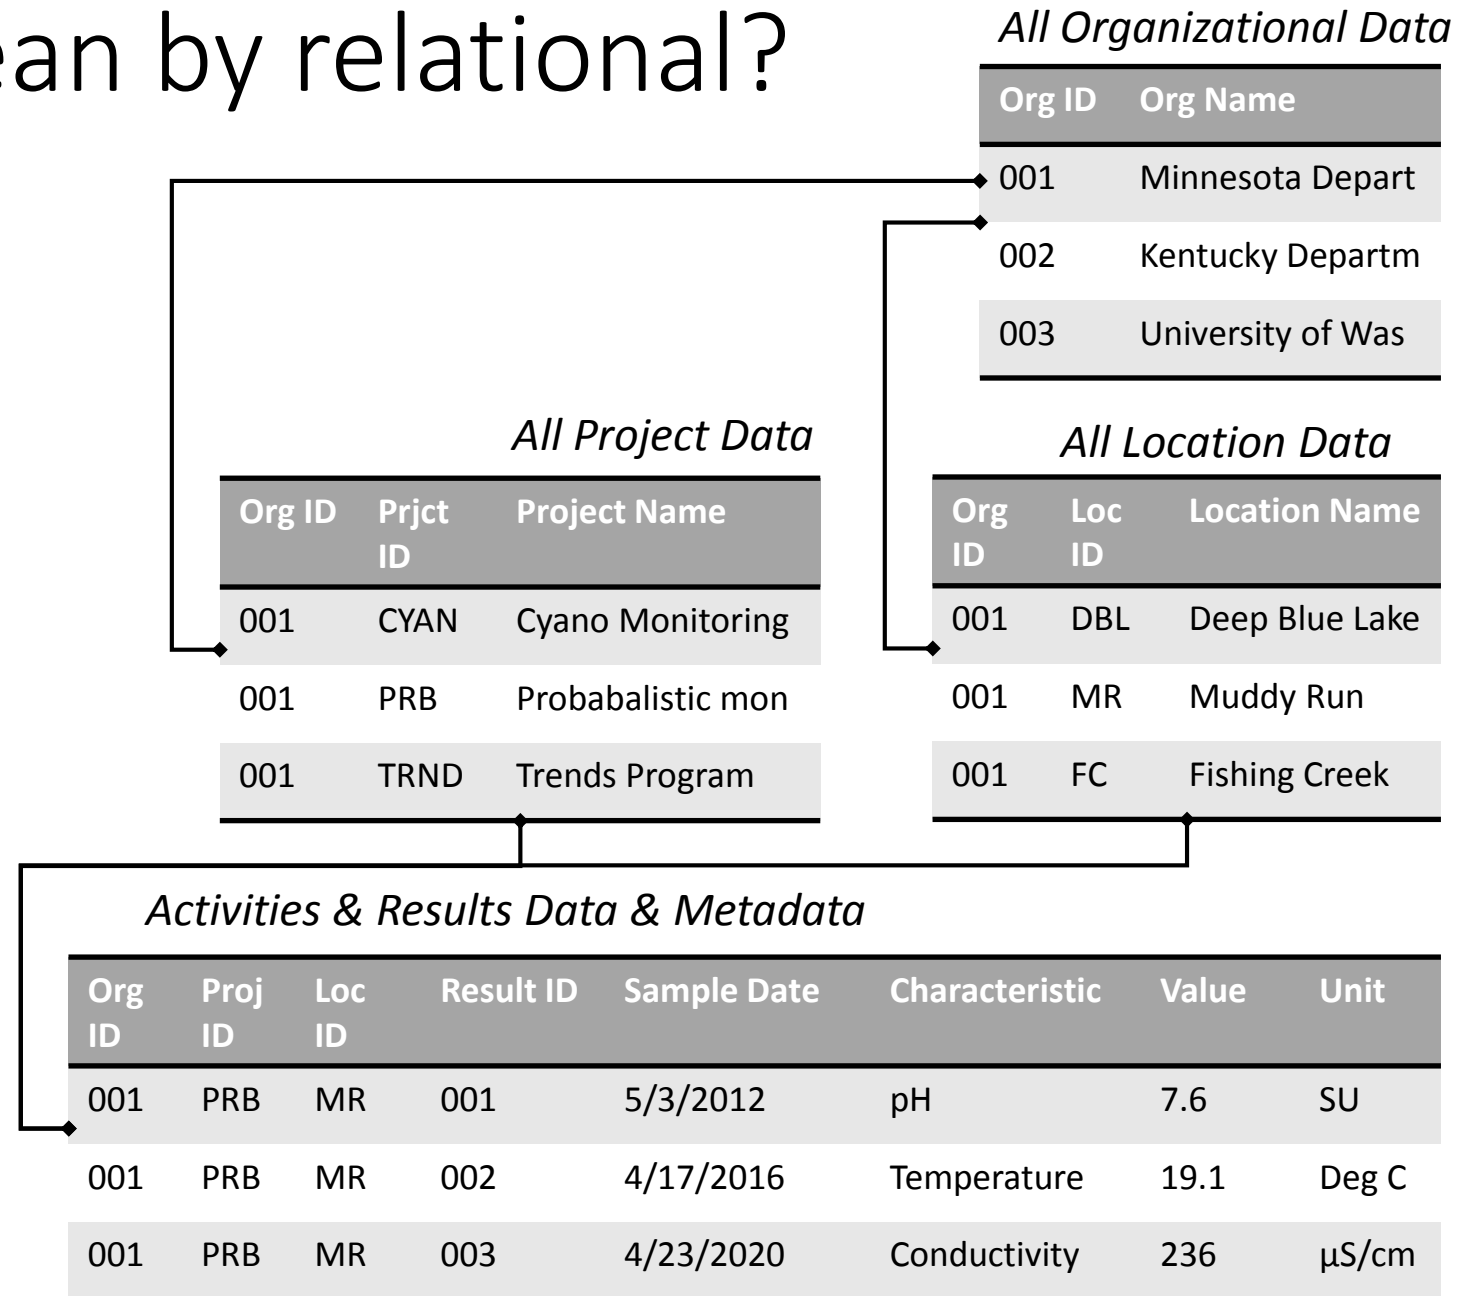 ean by relational?
All Organizational Data
Org ID Org Name
001 Minnesota Depart
002 Kentucky Departm
003 University of Was
All Project Data
Org ID Prjct ID Project Name
001 CYAN Cyano Monitoring
001 PRB Probabalistic mon
001 TRND Trends Program
All Location Data
Org ID Loc ID Location Name
001 DBL Deep Blue Lake
001 MR Muddy Run
001 FC Fishing Creek
Activities & Results Data & Metadata
Org ID Proj ID Loc ID Result ID Sample Date Characteristic Value Unit
001 PRB MR 001 5/3/2012 pH 7.6 SU
001 PRB MR 002 4/17/2016 Temperature 19.1 Deg C
001 PRB MR 003 4/23/2020 Conductivity 236 µS/cm